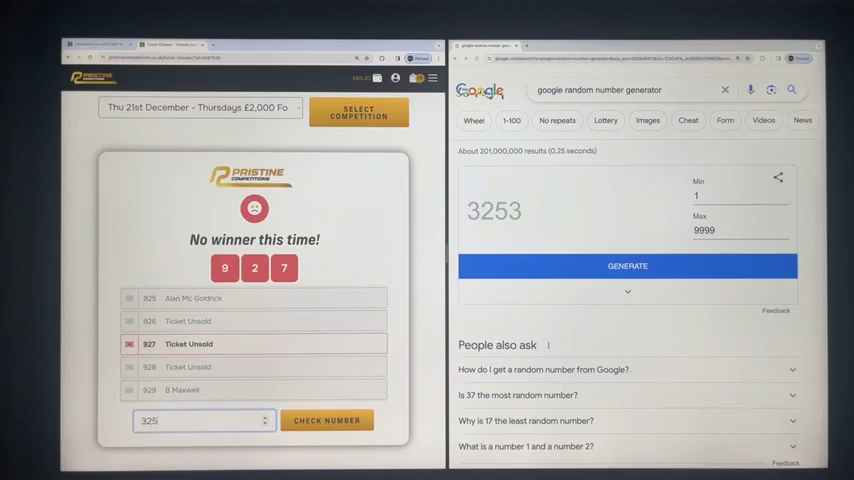 PRISTINE
COMPETITIONS
Thu 21st December - Thursdays £2,000 Fo
SELECT
COMPETITION
PRISTINE
COMPETITIONS
No winner this time!
9 2 7
925 Alan Mc Goldrick
926 Ticket Unsold
927 Ticket Unsold
928 Ticket Unsold
929 B Maxwell
325
CHECK NUMBER
google random number generator
Google
Wheel
1-100
No repeats
Lottery
Images
Cheat
Form
Videos
News
About 201,000,000 results (0.25 seconds)
3253
Min
1
Max
9999
GENERATE
Feedback
People also ask
How do I get a random number from Google?
Is 37 the most random number?
Why is 17 the least random number?
What is a number 1 and a number 2?
Feedback